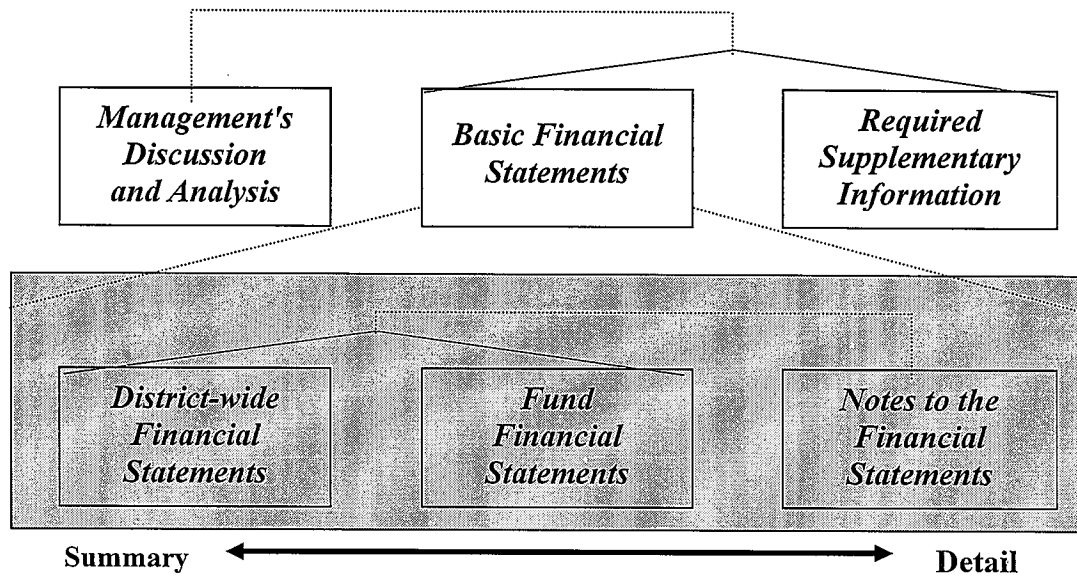 Management's
Discussion
and Analysis
Basic Financial
Statements
Required
Supplementary
Information
District-wide
Financial
Statements
Fund
Financial
Statements
Notes to the
Financial
Statements
Summary
Detail